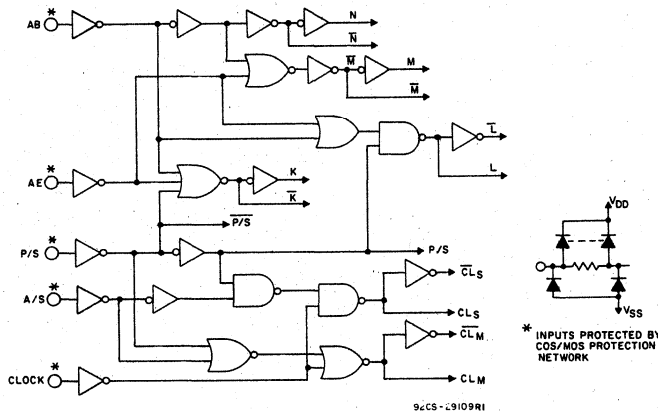 *
AB
N
N̅
M̅
M
M̅
L̅
L
*
AE
K
K̅
P̅/̅S̅
*
P/S
P/S
*
A/S
C̅L̅S
CLS
C̅L̅M
CLM
*
CLOCK
VDD
VSS
* INPUTS PROTECTED BY
COS/MOS PROTECTION
NETWORK
92CS-29109R1